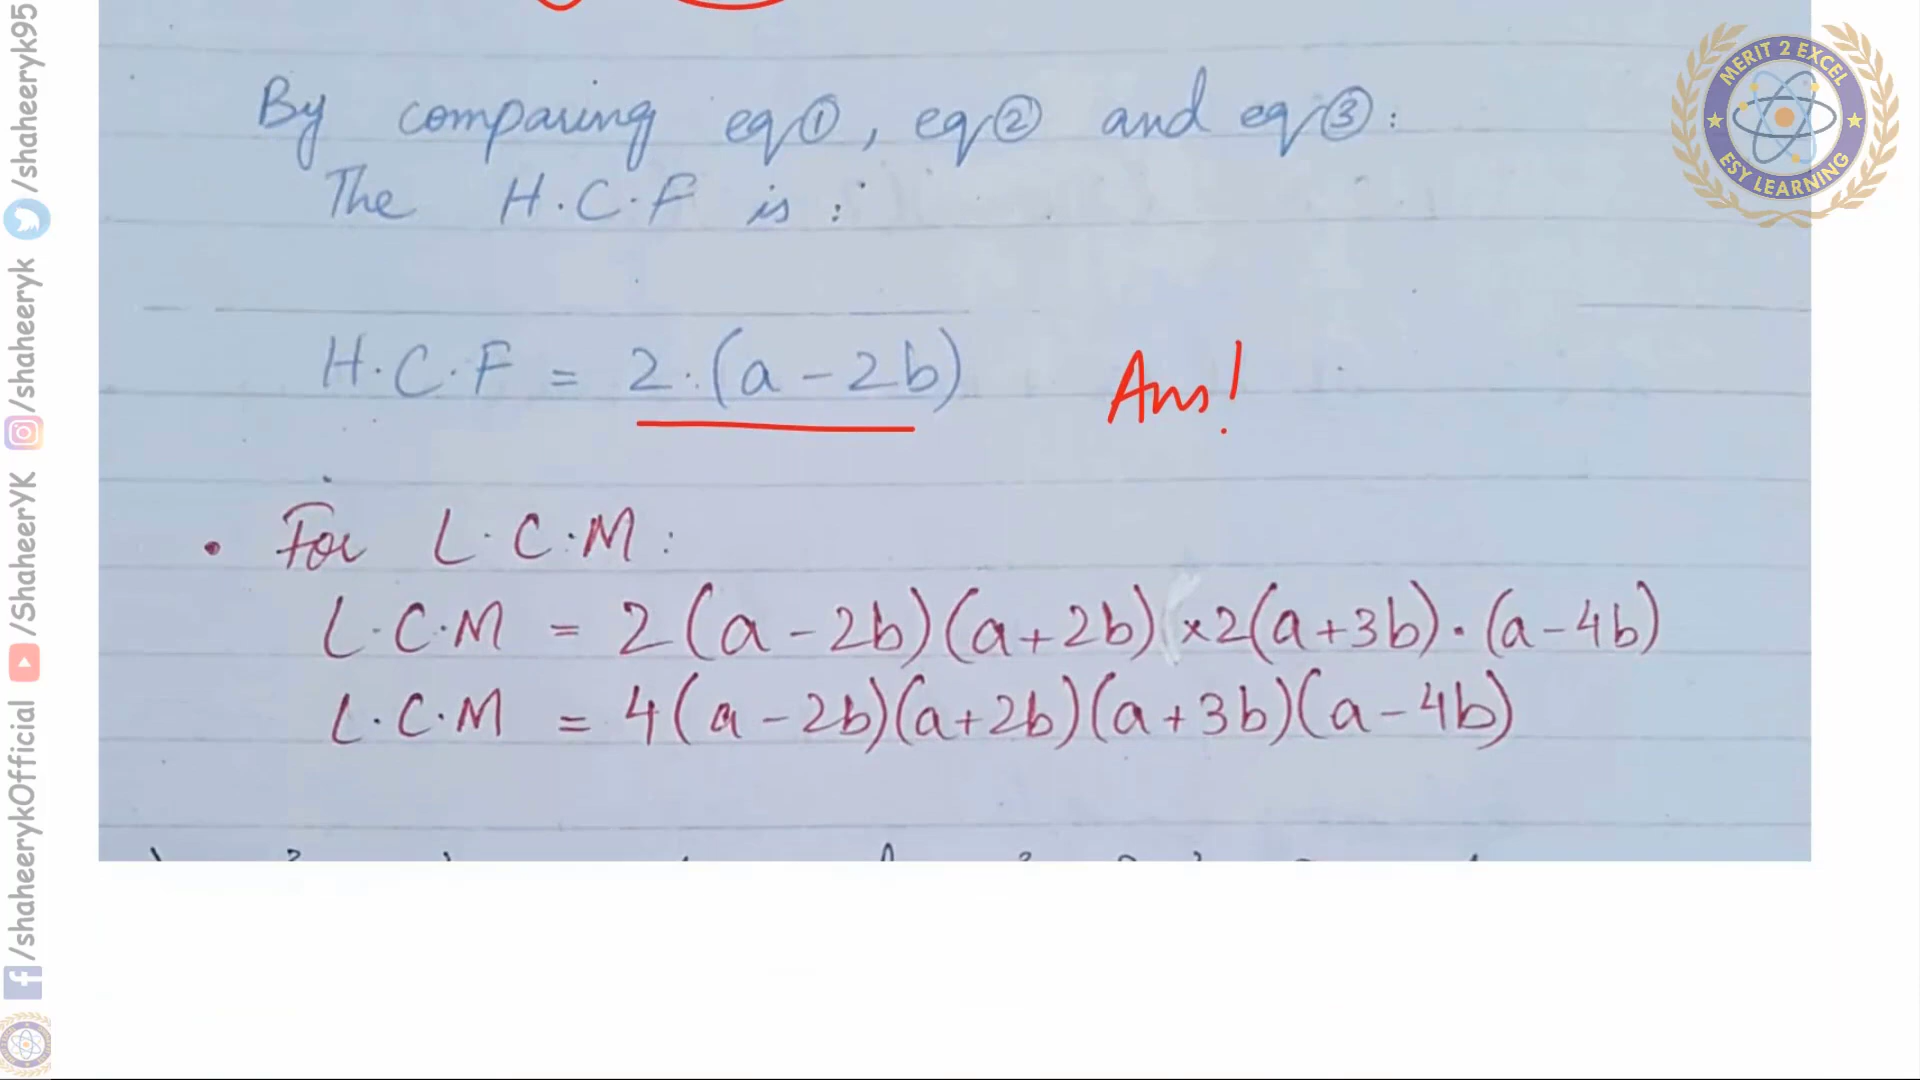 By comparing eq①, eq② and eq③:
The H.C.F is:
H.C.F = 2.(a-2b) Ans!
• For L.C.M:
L.C.M = 2(a-2b)(a+2b)×2(a+3b).(a-4b)
L.C.M = 4(a-2b)(a+2b)(a+3b)(a-4b)
MERIT 2 EXCEL
ESY LEARNING
/shaheerykOfficial
/ShaheerYK
/shaheeryk
/shaheeryk95